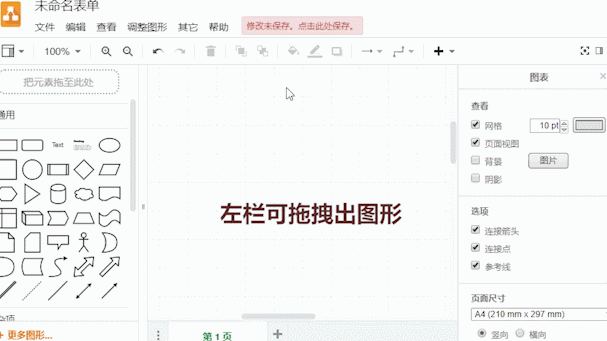 未命名表单
文件 编辑 查看 调整图形 其它 帮助 修改未保存。点击此处保存。
100%
把元素拖至此处
图表
通用
查看
网格 10 pt
Text
页面视图
背景 图片
阴影
左栏可拖拽出图形
选项
连接箭头
连接点
参考线
页面尺寸
A4 (210 mm x 297 mm)
+ 更多图形...
第 1 页
竖向 横向